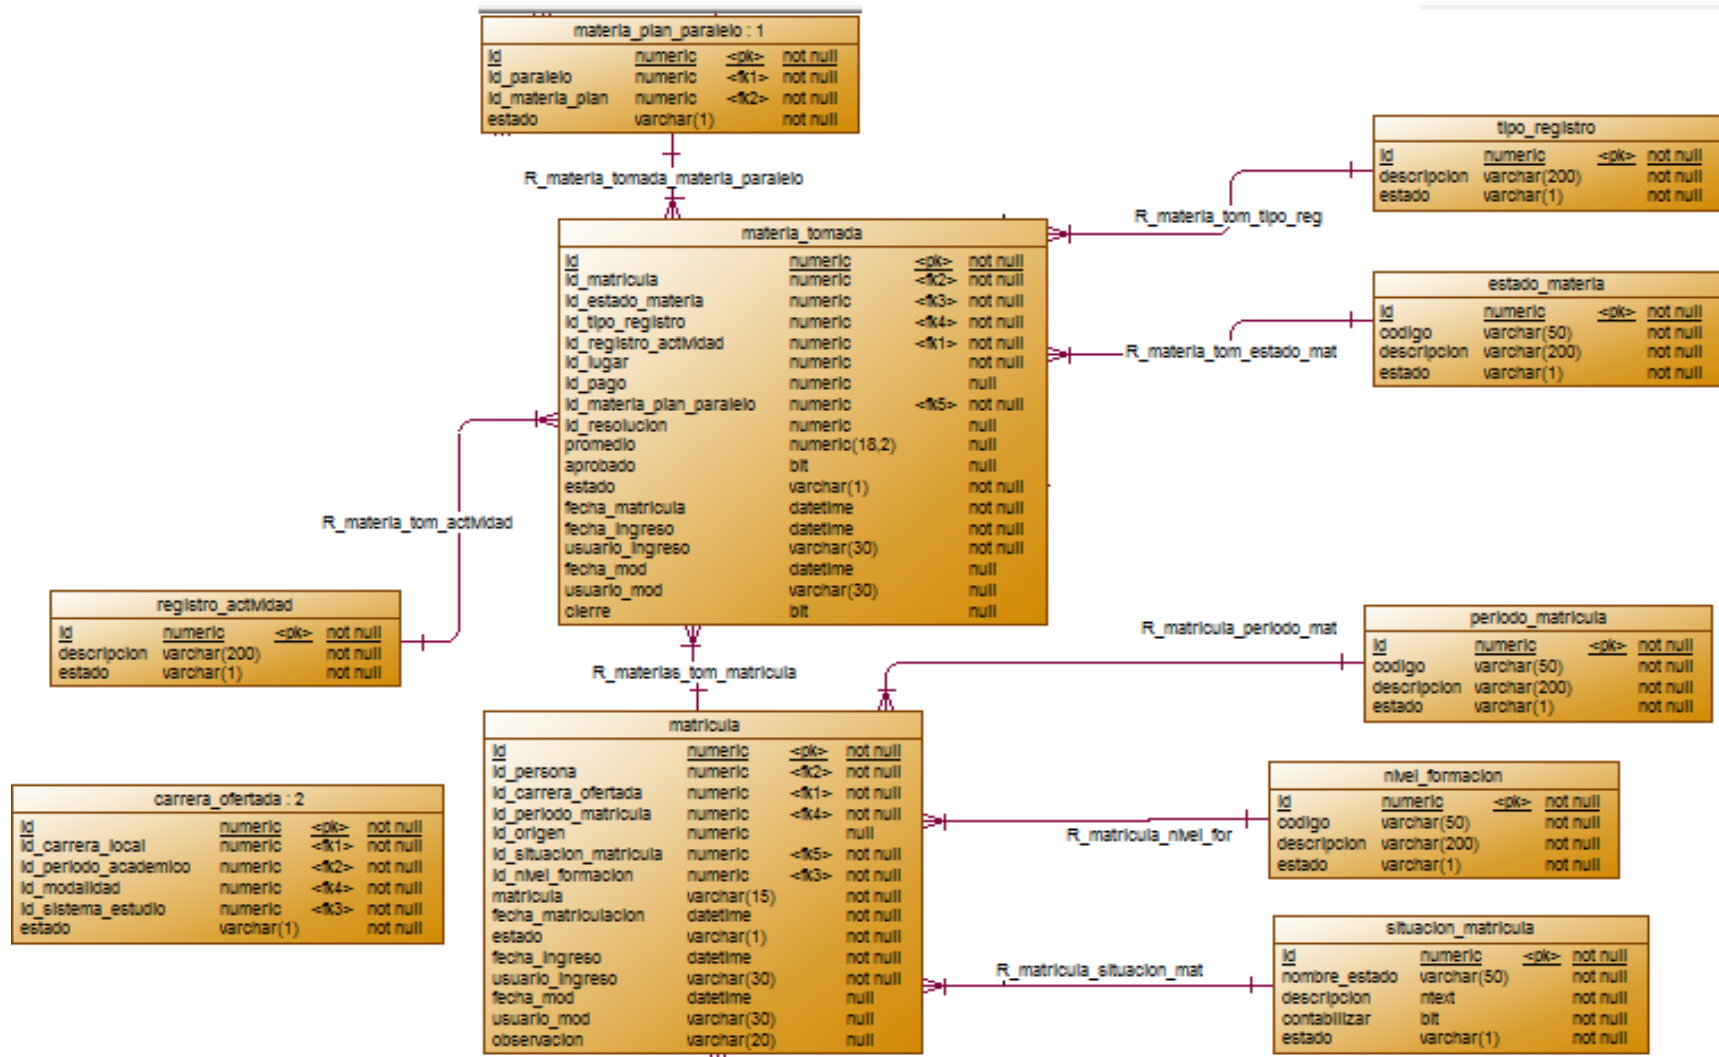 materia_plan_paralelo : 1
id numeric <pk> not null
id_paralelo numeric <fk1> not null
id_materia_plan numeric <fk2> not null
estado varchar(1) not null
R_materia_tomada_materia_paralelo
tipo_registro
id numeric <pk> not null
descripcion varchar(200) not null
estado varchar(1) not null
R_materia_tom_tipo_reg
materia_tomada
id numeric <pk> not null
id_matricula numeric <fk2> not null
id_estado_materia numeric <fk3> not null
id_tipo_registro numeric <fk4> not null
id_registro_actividad numeric <fk1> not null
id_lugar numeric not null
id_pago numeric null
id_materia_plan_paralelo numeric <fk5> not null
id_resolucion numeric null
promedio numeric(18,2) null
aprobado bit null
estado varchar(1) not null
fecha_matricula datetime not null
fecha_ingreso datetime not null
usuario_ingreso varchar(30) not null
fecha_mod datetime null
usuario_mod varchar(30) null
cierre bit null
estado_materia
id numeric <pk> not null
codigo varchar(50) not null
descripcion varchar(200) not null
estado varchar(1) not null
R_materia_tom_estado_mat
R_materia_tom_actividad
registro_actividad
id numeric <pk> not null
descripcion varchar(200) not null
estado varchar(1) not null
R_materias_tom_matricula
R_matricula_periodo_mat
periodo_matricula
id numeric <pk> not null
codigo varchar(50) not null
descripcion varchar(200) not null
estado varchar(1) not null
matricula
id numeric <pk> not null
id_persona numeric <fk2> not null
id_carrera_ofertada numeric <fk1> not null
id_periodo_matricula numeric <fk4> not null
id_origen numeric null
id_situacion_matricula numeric <fk5> not null
id_nivel_formacion numeric <fk3> not null
matricula varchar(15) not null
fecha_matriculacion datetime not null
estado varchar(1) not null
fecha_ingreso datetime not null
usuario_ingreso varchar(30) not null
fecha_mod datetime null
usuario_mod varchar(30) null
observacion varchar(20) null
carrera_ofertada : 2
id numeric <pk> not null
id_carrera_local numeric <fk1> not null
id_periodo_academico numeric <fk2> not null
id_modalidad numeric <fk4> not null
id_sistema_estudio numeric <fk3> not null
estado varchar(1) not null
nivel_formacion
id numeric <pk> not null
codigo varchar(50) not null
descripcion varchar(200) not null
estado varchar(1) not null
R_matricula_nivel_for
situacion_matricula
id numeric <pk> not null
nombre_estado varchar(50) not null
descripcion ntext not null
contabilizar bit not null
estado varchar(1) not null
R_matricula_situacion_mat